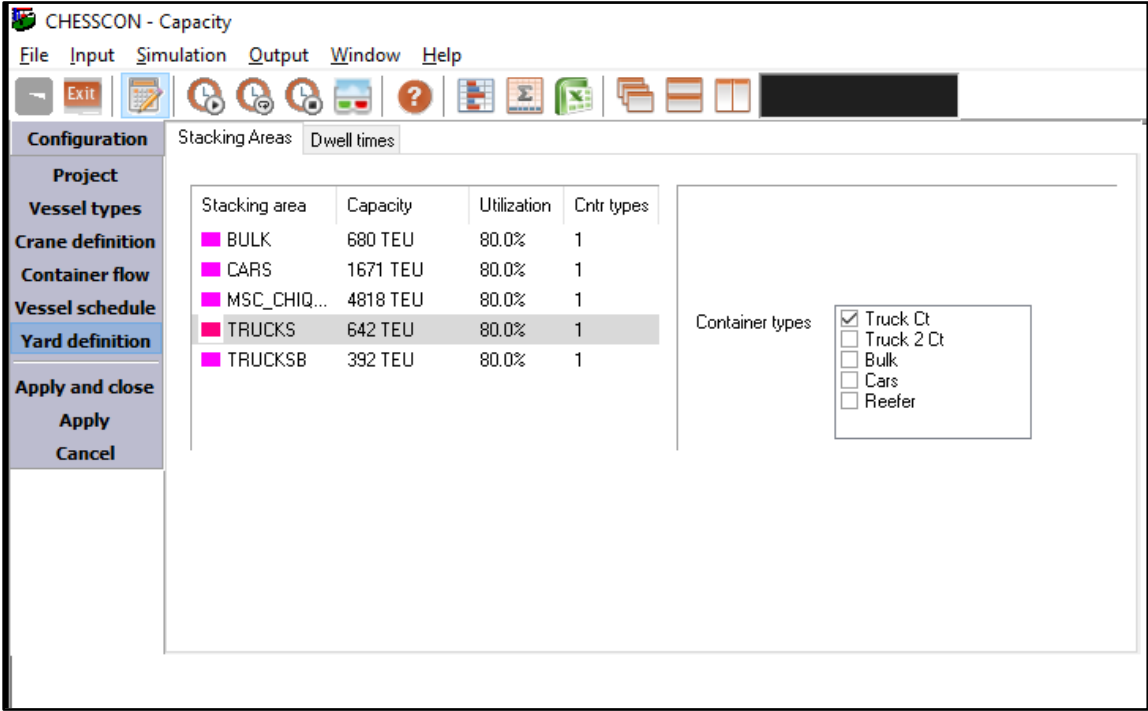 CHESSCON - Capacity
File Input Simulation Output Window Help
Exit
Configuration
Project
Vessel types
Crane definition
Container flow
Vessel schedule
Yard definition
Apply and close
Apply
Cancel
Stacking Areas Dwell times
Stacking area Capacity Utilization Cntr types
BULK 680 TEU 80.0% 1
CARS 1671 TEU 80.0% 1
MSC_CHIQ... 4818 TEU 80.0% 1
TRUCKS 642 TEU 80.0% 1
TRUCKSB 392 TEU 80.0% 1
Container types
Truck Ct
Truck 2 Ct
Bulk
Cars
Reefer